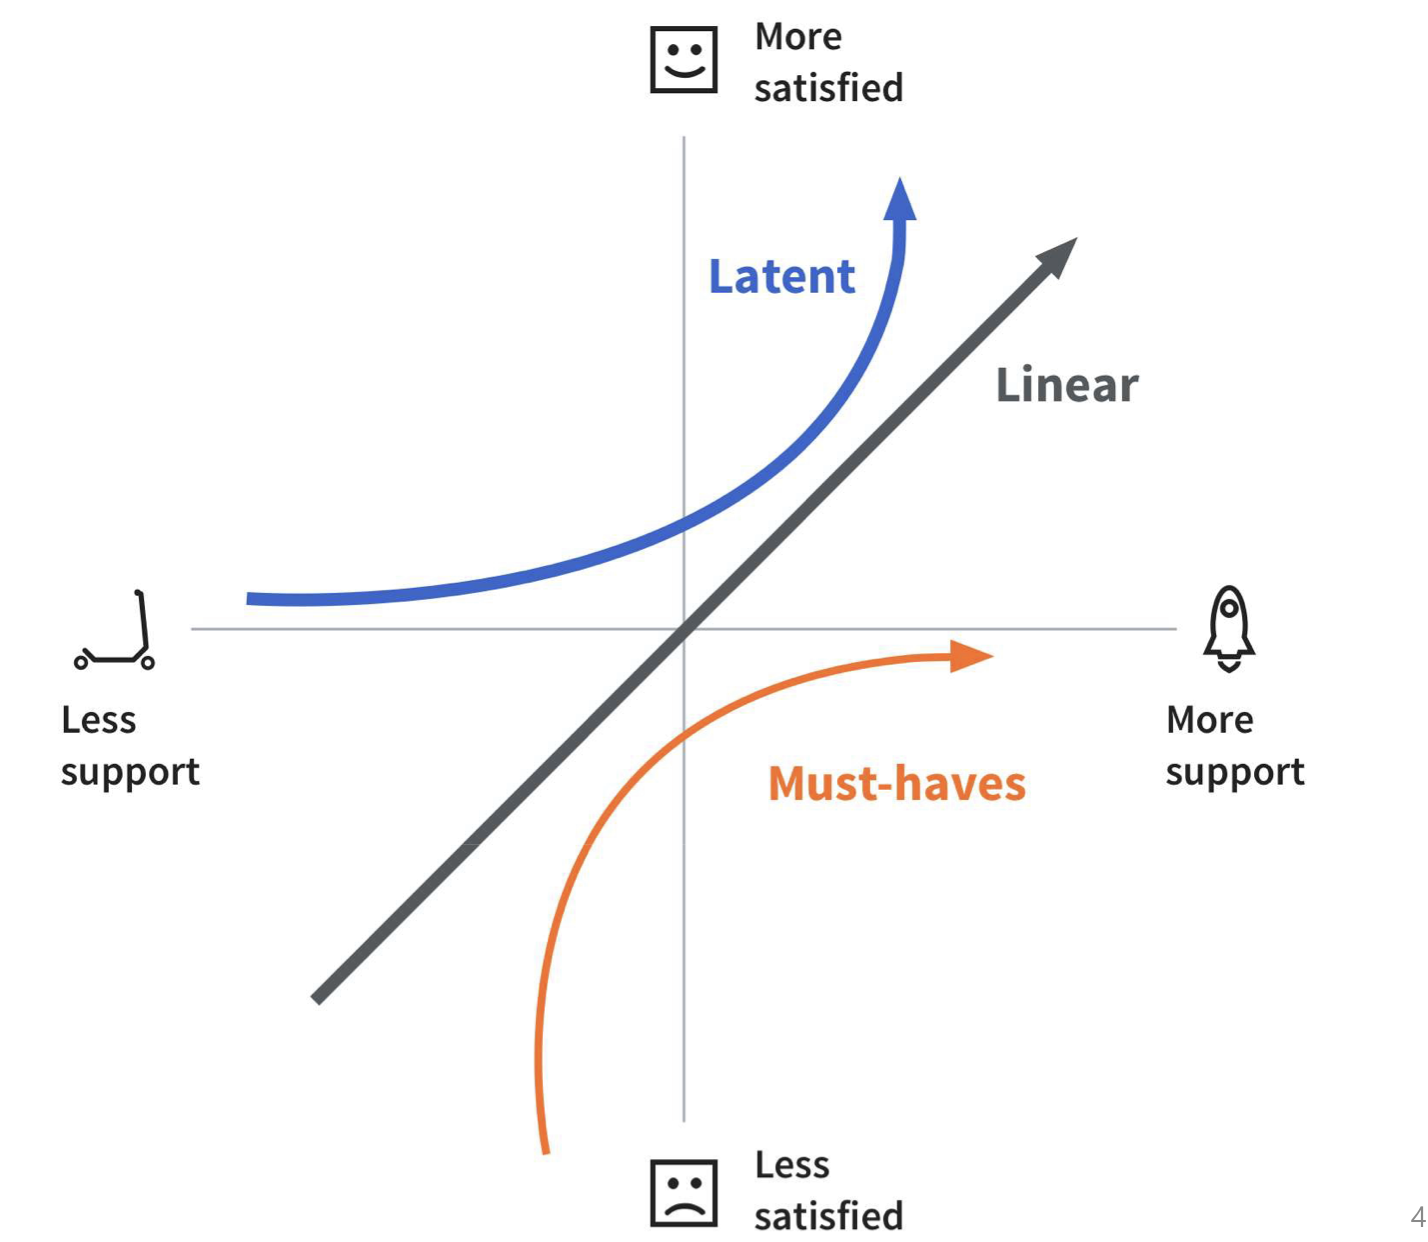 More
satisfied
Latent
Linear
Less
support
More
support
Must-haves
Less
satisfied
4